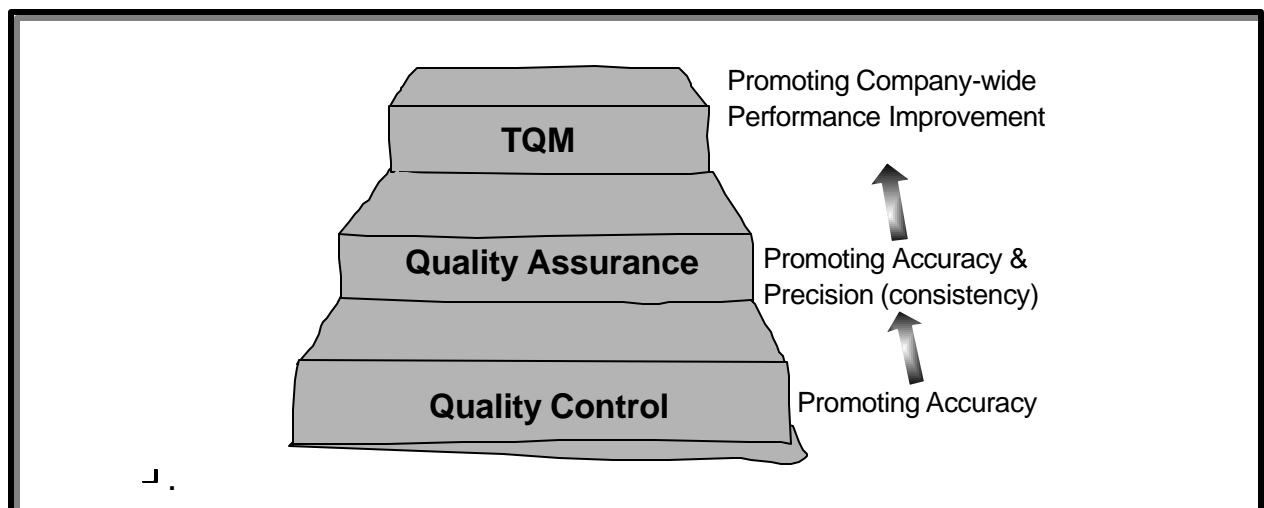 Promoting Company-wide
Performance Improvement
TQM
Quality Assurance
Promoting Accuracy &
Precision (consistency)
Quality Control
Promoting Accuracy